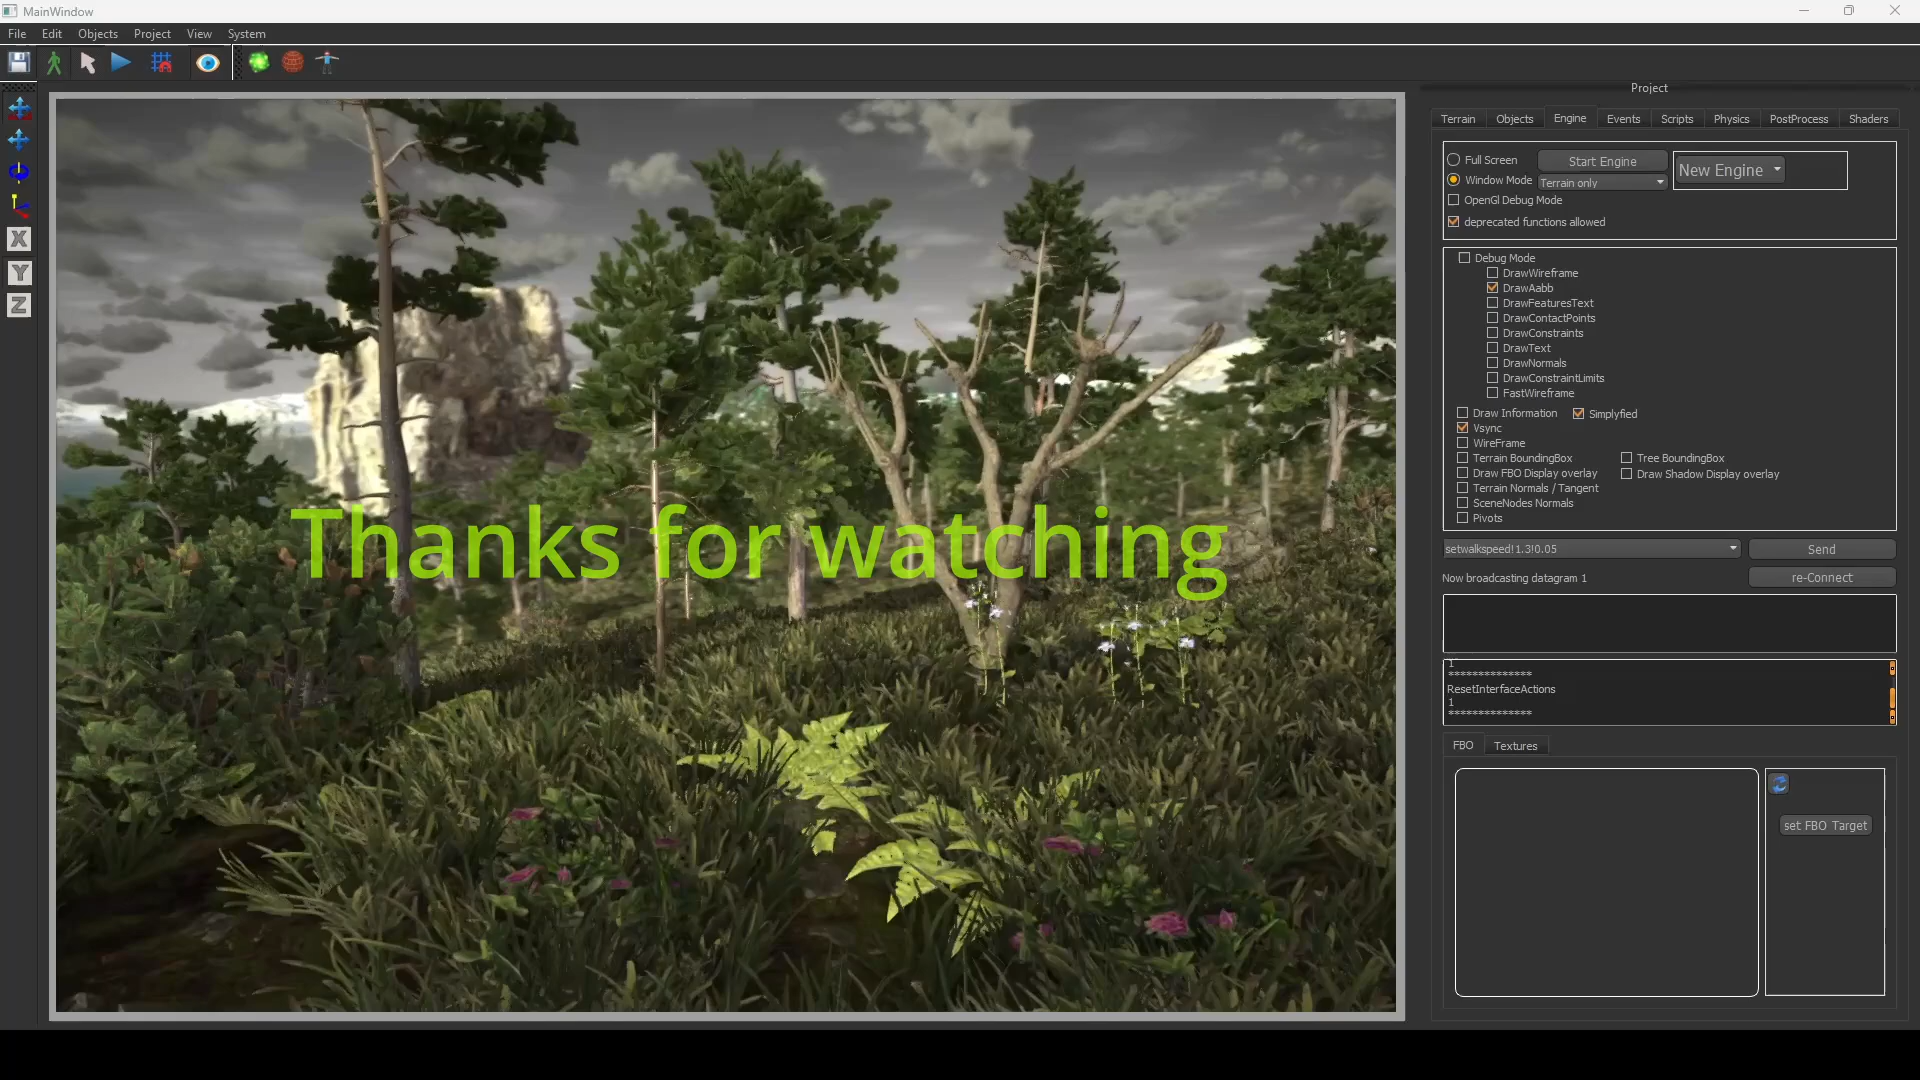 MainWindow
File Edit Objects Project View System
Project
Terrain Objects Engine Events Scripts Physics PostProcess Shaders
Full Screen Start Engine New Engine
Window Mode Terrain only
OpenGl Debug Mode
deprecated functions allowed
Debug Mode
DrawWireframe
DrawAabb
DrawFeaturesText
DrawContactPoints
DrawConstraints
DrawText
DrawNormals
DrawConstraintLimits
FastWireframe
Draw Information Simplyfied
Vsync
WireFrame
Terrain BoundingBox Tree BoundingBox
Draw FBO Display overlay Draw Shadow Display overlay
Terrain Normals / Tangent
SceneNodes Normals
Pivots
setwalkspeed!1.3!0.05 Send
Now broadcasting datagram 1 re-Connect
1
**************
ResetInterfaceActions
1
**************
FBO Textures
set FBO Target
X
Y
Z
Thanks for watching